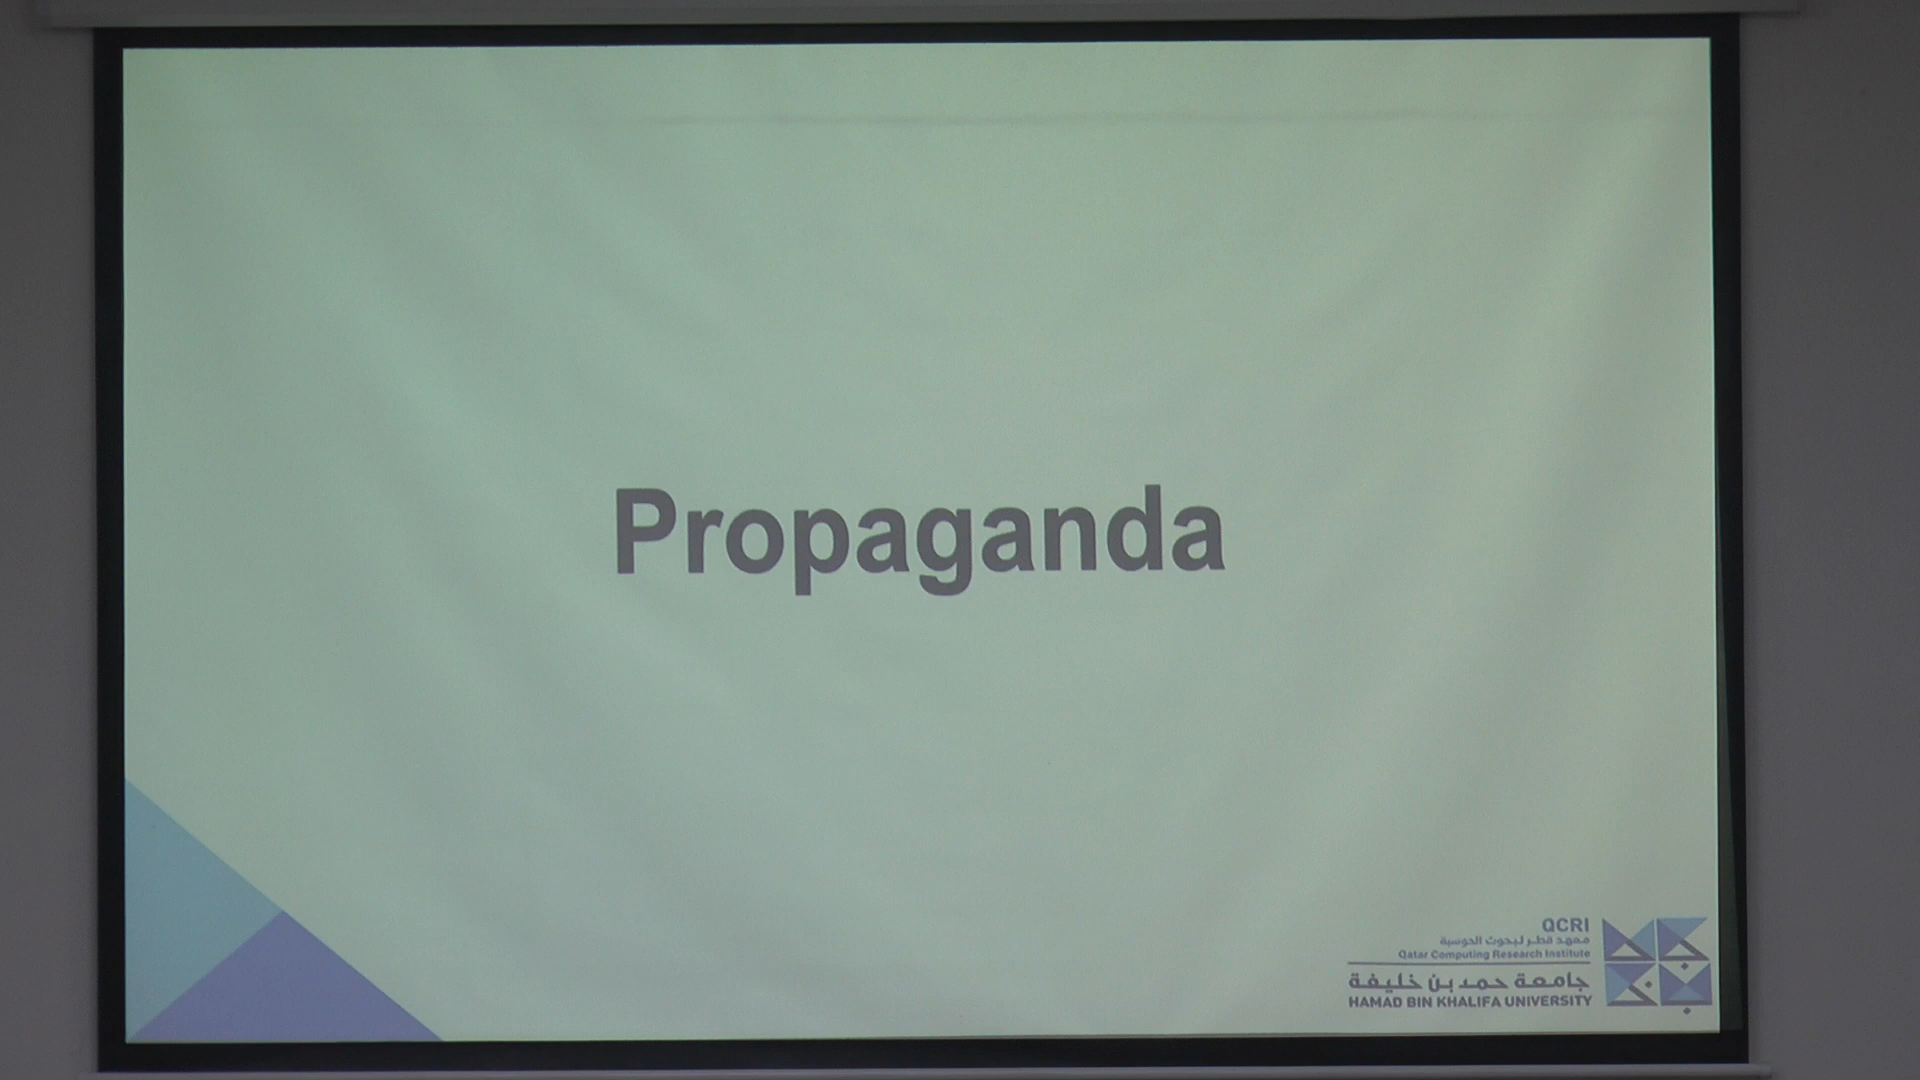 Propaganda
QCRI
معهد قطر لبحوث الحوسبة
Qatar Computing Research Institute
جامعة حمد بن خليفة
HAMAD BIN KHALIFA UNIVERSITY